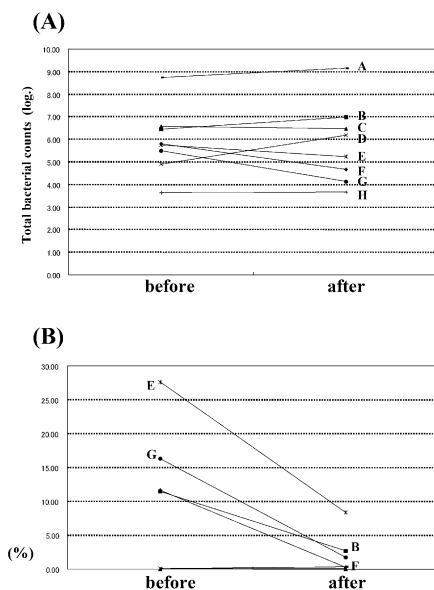 (A)
Total bacterial counts (log.)
10.00
9.00
8.00
7.00
6.00
5.00
4.00
3.00
2.00
1.00
0.00
A
B
C
D
E
F
G
H
before after
(B)
(%)
30.00
25.00
20.00
15.00
10.00
5.00
0.00
E
G
B
F
before after